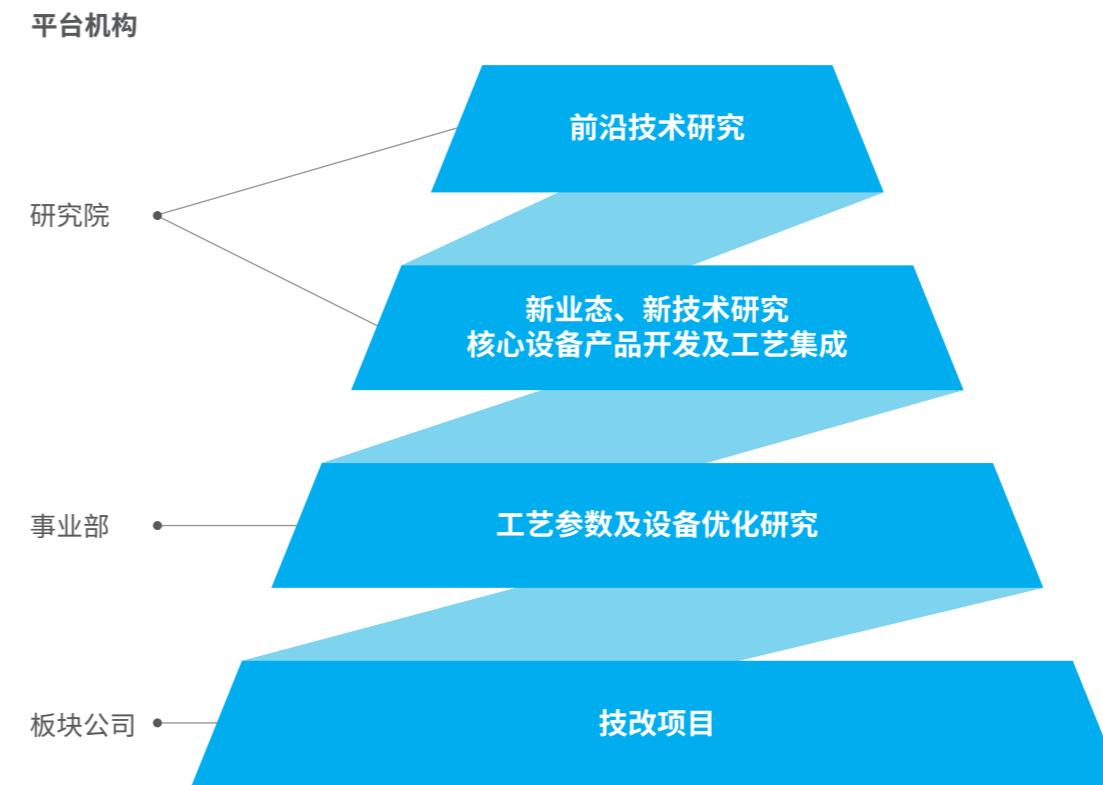 平台机构
前沿技术研究
研究院
新业态、新技术研究
核心设备产品开发及工艺集成
事业部
工艺参数及设备优化研究
板块公司
技改项目